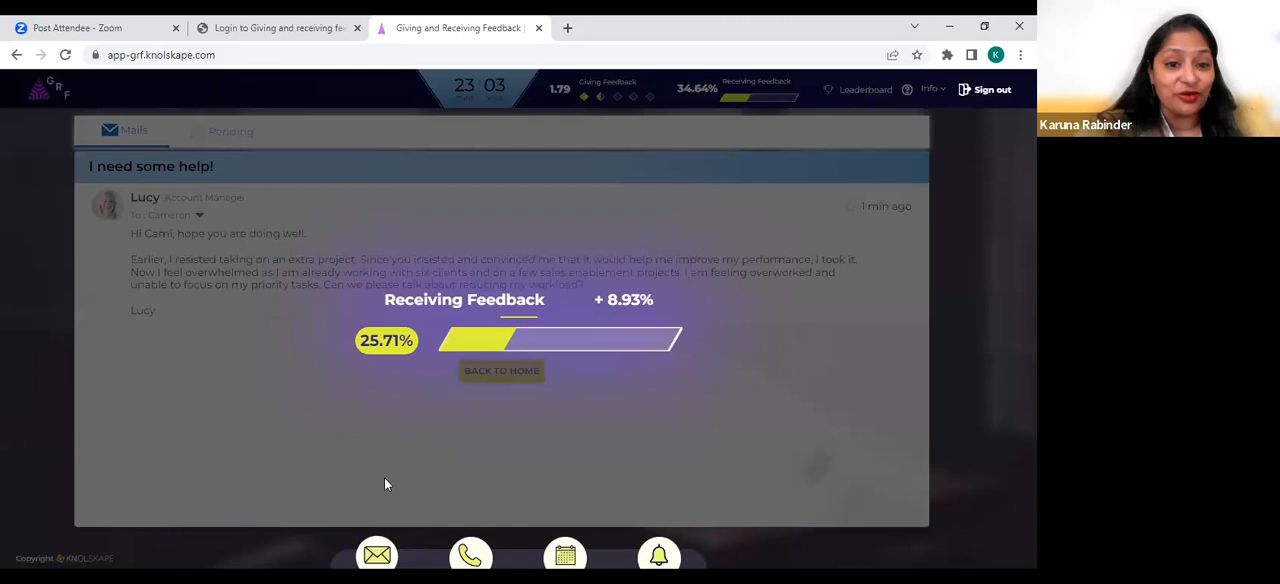 Post Attendee - Zoom
Login to Giving and receiving fe
Giving and Receiving Feedback |
app-grf.knolskape.com
K
G R F
23 03
1.79 Giving Feedback
34.64% Receiving Feedback
Leaderboard
Info
Sign out
Karuna Rabinder
Mails
Pending
I need some help!
Lucy Account Manager
To : Cameron
1 min ago
Hi Cami, hope you are doing well.
Earlier, I resisted taking on an extra project. Since you insisted and convinced me that it would help me improve my performance, I took it.
Now I feel overwhelmed as I am already working with six clients and on a few sales enablement projects. I am feeling overworked and
unable to focus on my priority tasks. Can we please talk about reducing my workload?
Lucy
Receiving Feedback + 8.93%
25.71%
BACK TO HOME
Copyright KNOLSKAPE